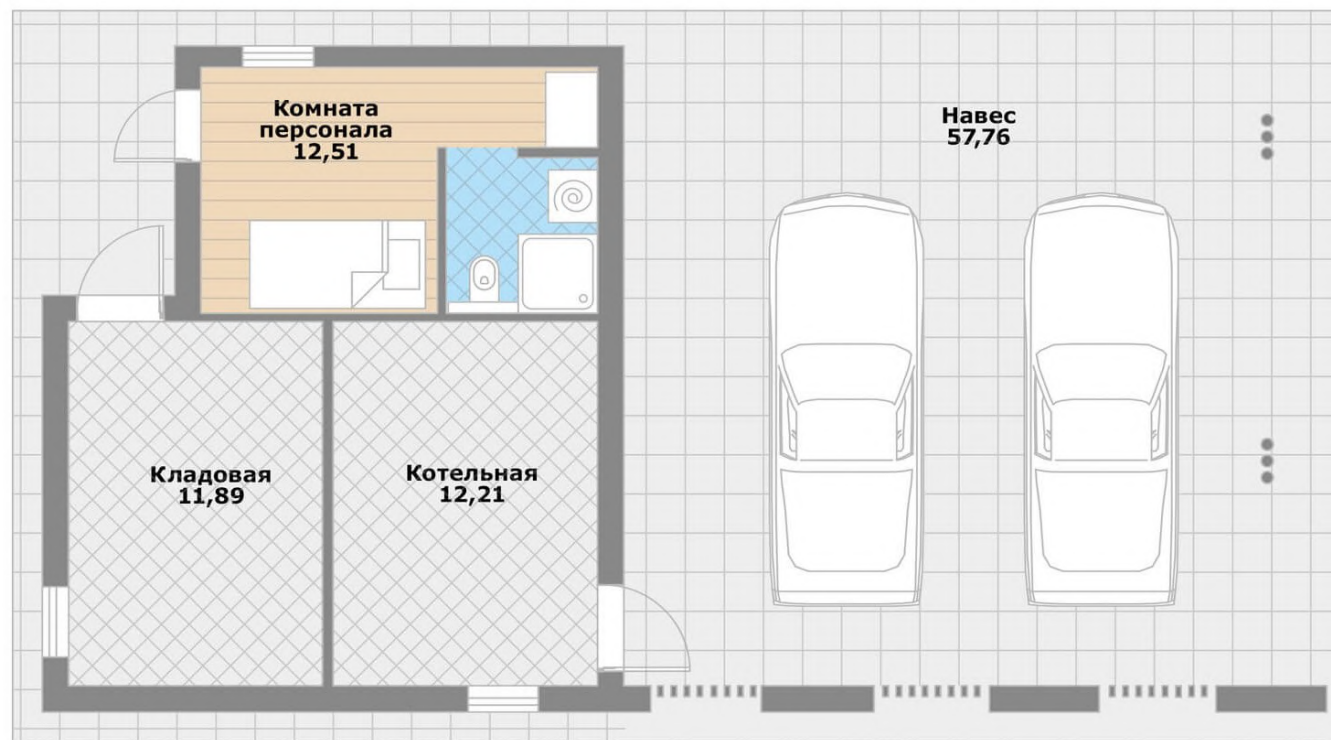 Комната
персонала
12,51
Навес
57,76
Кладовая
11,89
Котельная
12,21